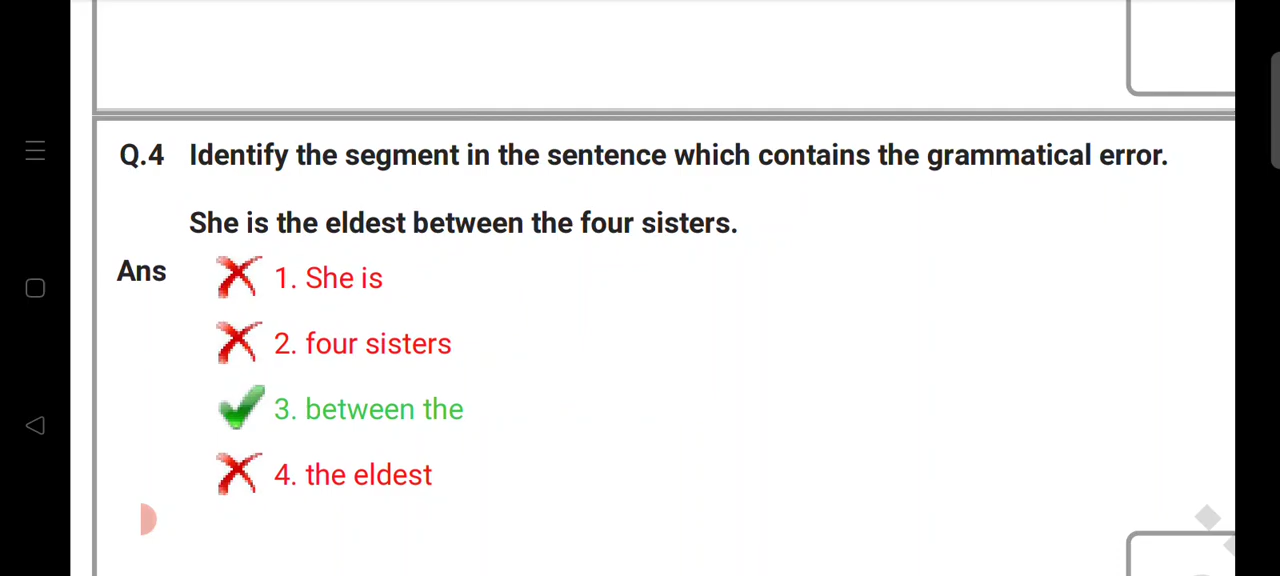 Q.4 Identify the segment in the sentence which contains the grammatical error.
She is the eldest between the four sisters.
Ans
1. She is
2. four sisters
3. between the
4. the eldest